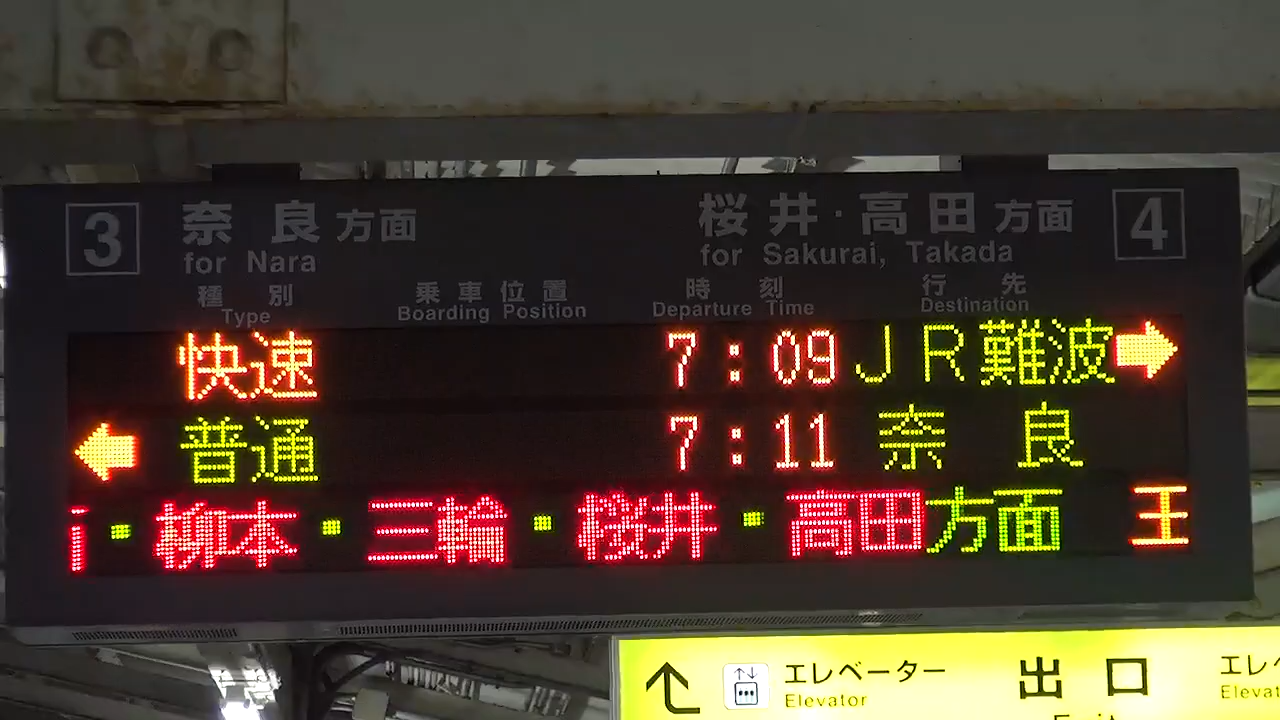 3 奈良方面 桜井・高田方面 4
for Nara for Sakurai, Takada
種別 乗車位置 時刻 行先
Type Boarding Position Departure Time Destination
快速 7:09 JR難波
普通 7:11 奈良
・柳本・三輪・桜井・高田方面 王
エレベーター 出口 エレ
Elevator